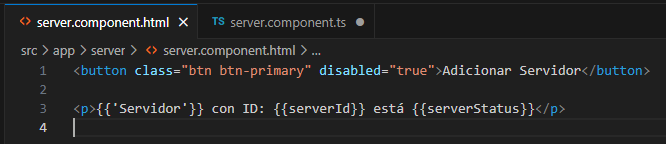 <> server.component.html × TS server.component.ts ●
src > app > server > <> server.component.html > ...
1 <button class="btn btn-primary" disabled="true">Adicionar Servidor</button>
2
3 <p>{{'Servidor'}} con ID: {{serverId}} está {{serverStatus}}</p>
4